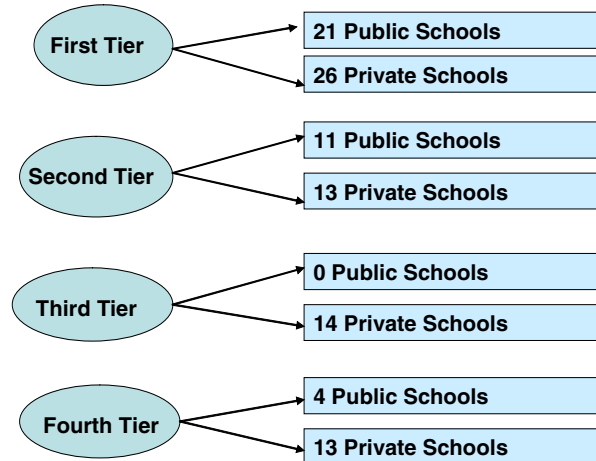 First Tier
21 Public Schools
26 Private Schools
Second Tier
11 Public Schools
13 Private Schools
Third Tier
0 Public Schools
14 Private Schools
Fourth Tier
4 Public Schools
13 Private Schools